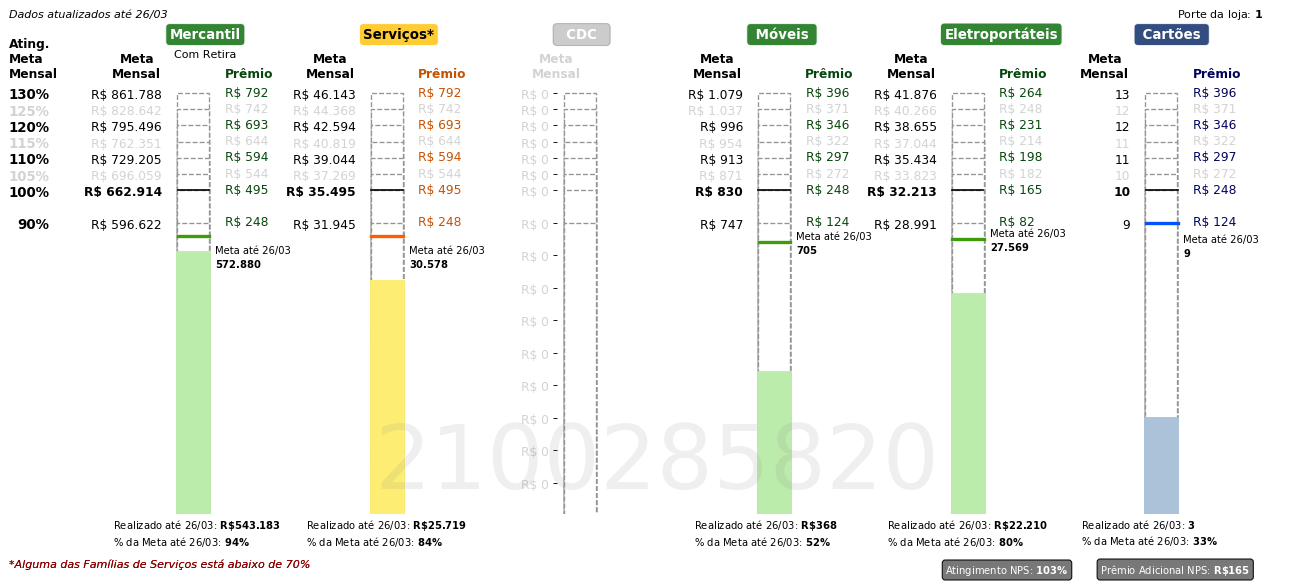 Dados atualizados até 26/03 Porte da loja: 1
Mercantil Serviços* CDC Móveis Eletroportáteis Cartões
Ating. Meta Mensal Meta Mensal Com Retira Prêmio Meta Mensal Prêmio Meta Mensal Meta Mensal Prêmio Meta Mensal Prêmio Meta Mensal Prêmio
130% R$ 861.788 R$ 792 R$ 46.143 R$ 792 R$ 0 R$ 1.079 R$ 396 R$ 41.876 R$ 264 13 R$ 396
125% R$ 828.642 R$ 742 R$ 44.368 R$ 742 R$ 0 R$ 1.037 R$ 371 R$ 40.266 R$ 248 12 R$ 371
120% R$ 795.496 R$ 693 R$ 42.594 R$ 693 R$ 0 R$ 996 R$ 346 R$ 38.655 R$ 231 12 R$ 346
115% R$ 762.351 R$ 644 R$ 40.819 R$ 644 R$ 0 R$ 954 R$ 322 R$ 37.044 R$ 214 11 R$ 322
110% R$ 729.205 R$ 594 R$ 39.044 R$ 594 R$ 0 R$ 913 R$ 297 R$ 35.434 R$ 198 11 R$ 297
105% R$ 696.059 R$ 544 R$ 37.269 R$ 544 R$ 0 R$ 871 R$ 272 R$ 33.823 R$ 182 10 R$ 272
100% R$ 662.914 R$ 495 R$ 35.495 R$ 495 R$ 0 R$ 830 R$ 248 R$ 32.213 R$ 165 10 R$ 248
90% R$ 596.622 R$ 248 R$ 31.945 R$ 248 R$ 0 R$ 747 R$ 124 R$ 28.991 R$ 82 9 R$ 124
Meta até 26/03 Meta até 26/03 Meta até 26/03 Meta até 26/03 Meta até 26/03
572.880 30.578 705 27.569 9
R$ 0
R$ 0
R$ 0
R$ 0
R$ 0
R$ 0
R$ 0
R$ 0
2100285820
Realizado até 26/03: R$543.183 Realizado até 26/03: R$25.719 Realizado até 26/03: R$368 Realizado até 26/03: R$22.210 Realizado até 26/03: 3
% da Meta até 26/03: 94% % da Meta até 26/03: 84% % da Meta até 26/03: 52% % da Meta até 26/03: 80% % da Meta até 26/03: 33%
*Alguma das Famílias de Serviços está abaixo de 70% Atingimento NPS: 103% Prêmio Adicional NPS: R$165